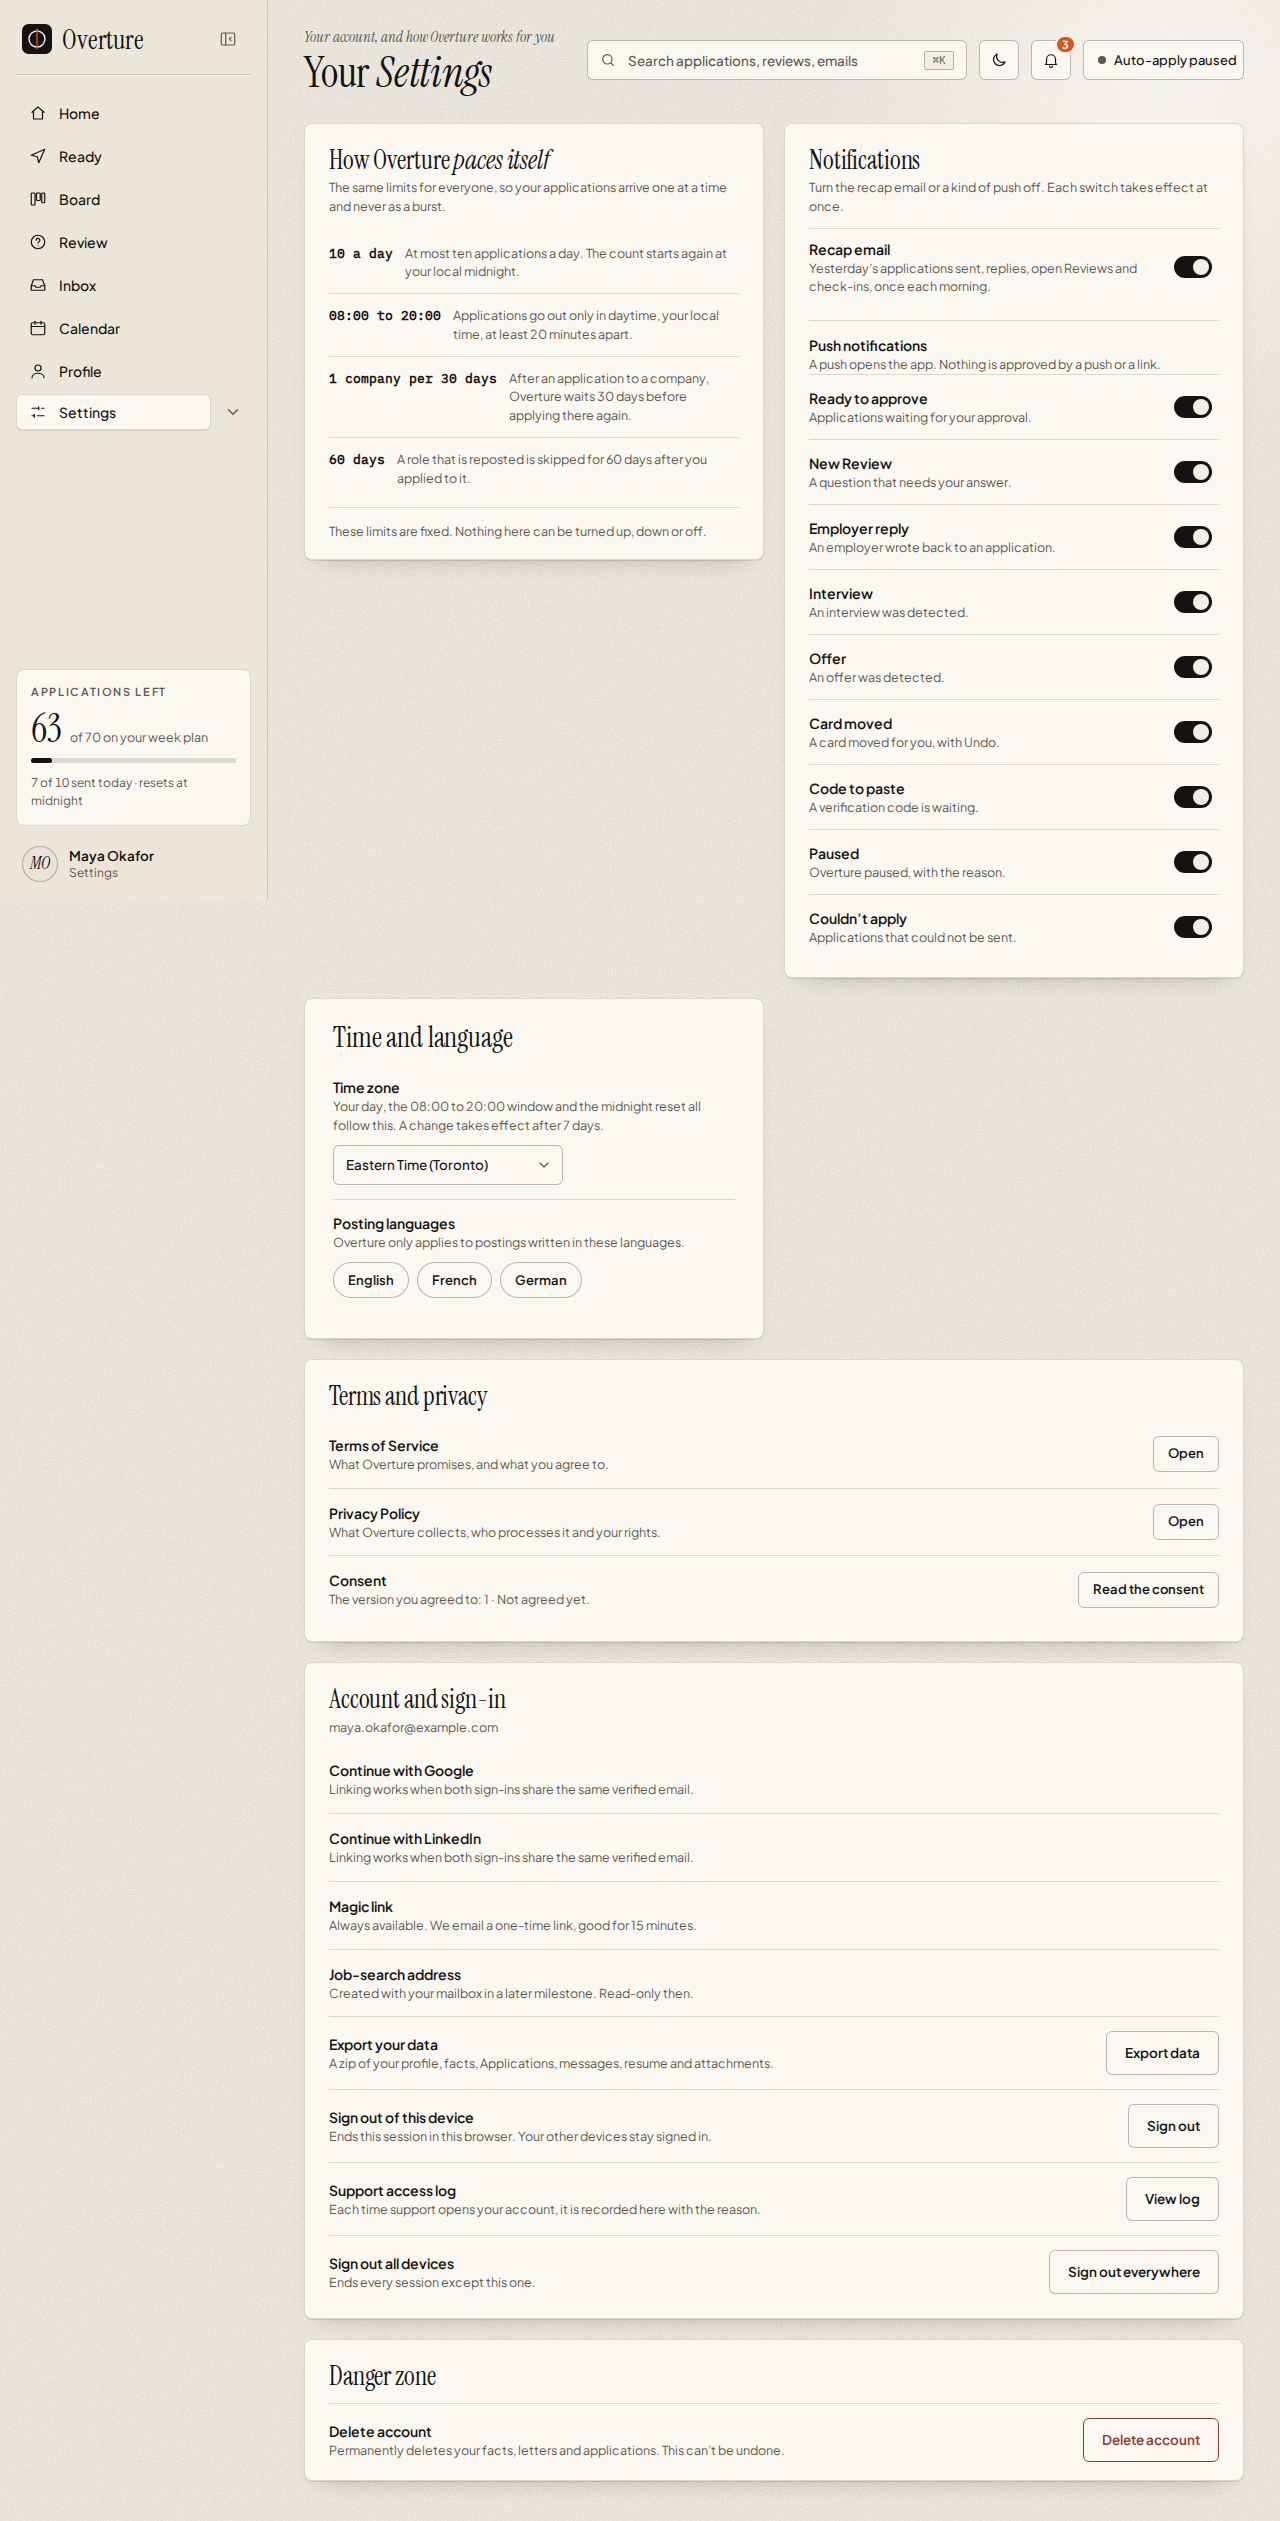 Overture
Home
Ready
Board
Review
Inbox
Calendar
Profile
Settings
APPLICATIONS LEFT
63 of 70 on your week plan
7 of 10 sent today · resets at
midnight
MO
Maya Okafor
Settings
Your account, and how Overture works for you
Your Settings
Search applications, reviews, emails
⌘K
3
Auto-apply paused
How Overture paces itself
The same limits for everyone, so your applications arrive one at a time
and never as a burst.
10 a day At most ten applications a day. The count starts again at
your local midnight.
08:00 to 20:00 Applications go out only in daytime, your local
time, at least 20 minutes apart.
1 company per 30 days After an application to a company,
Overture waits 30 days before
applying there again.
60 days A role that is reposted is skipped for 60 days after you
applied to it.
These limits are fixed. Nothing here can be turned up, down or off.
Notifications
Turn the recap email or a kind of push off. Each switch takes effect at
once.
Recap email
Yesterday's applications sent, replies, open Reviews and
check-ins, once each morning.
Push notifications
A push opens the app. Nothing is approved by a push or a link.
Ready to approve
Applications waiting for your approval.
New Review
A question that needs your answer.
Employer reply
An employer wrote back to an application.
Interview
An interview was detected.
Offer
An offer was detected.
Card moved
A card moved for you, with Undo.
Code to paste
A verification code is waiting.
Paused
Overture paused, with the reason.
Couldn't apply
Applications that could not be sent.
Time and language
Time zone
Your day, the 08:00 to 20:00 window and the midnight reset all
follow this. A change takes effect after 7 days.
Eastern Time (Toronto)
Posting languages
Overture only applies to postings written in these languages.
English
French
German
Terms and privacy
Terms of Service
What Overture promises, and what you agree to.
Open
Privacy Policy
What Overture collects, who processes it and your rights.
Open
Consent
The version you agreed to: 1 · Not agreed yet.
Read the consent
Account and sign-in
maya.okafor@example.com
Continue with Google
Linking works when both sign-ins share the same verified email.
Continue with LinkedIn
Linking works when both sign-ins share the same verified email.
Magic link
Always available. We email a one-time link, good for 15 minutes.
Job-search address
Created with your mailbox in a later milestone. Read-only then.
Export your data
A zip of your profile, facts, Applications, messages, resume and attachments.
Export data
Sign out of this device
Ends this session in this browser. Your other devices stay signed in.
Sign out
Support access log
Each time support opens your account, it is recorded here with the reason.
View log
Sign out all devices
Ends every session except this one.
Sign out everywhere
Danger zone
Delete account
Permanently deletes your facts, letters and applications. This can't be undone.
Delete account